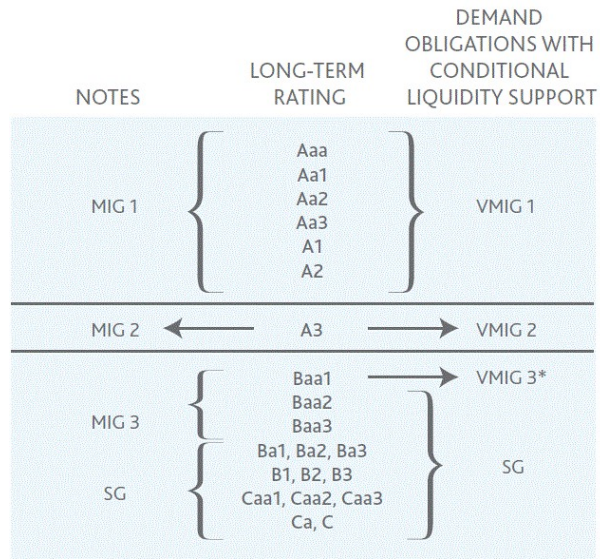 DEMAND
OBLIGATIONS WITH
CONDITIONAL
LIQUIDITY SUPPORT
LONG-TERM
RATING
NOTES
Aaa
Aa1
Aa2
Aa3
A1
A2
MIG 1
VMIG 1
MIG 2
A3
VMIG 2
Baa1
VMIG 3*
Baa2
Baa3
MIG 3
Ba1, Ba2, Ba3
B1, B2, B3
Caa1, Caa2, Caa3
Ca, C
SG
SG